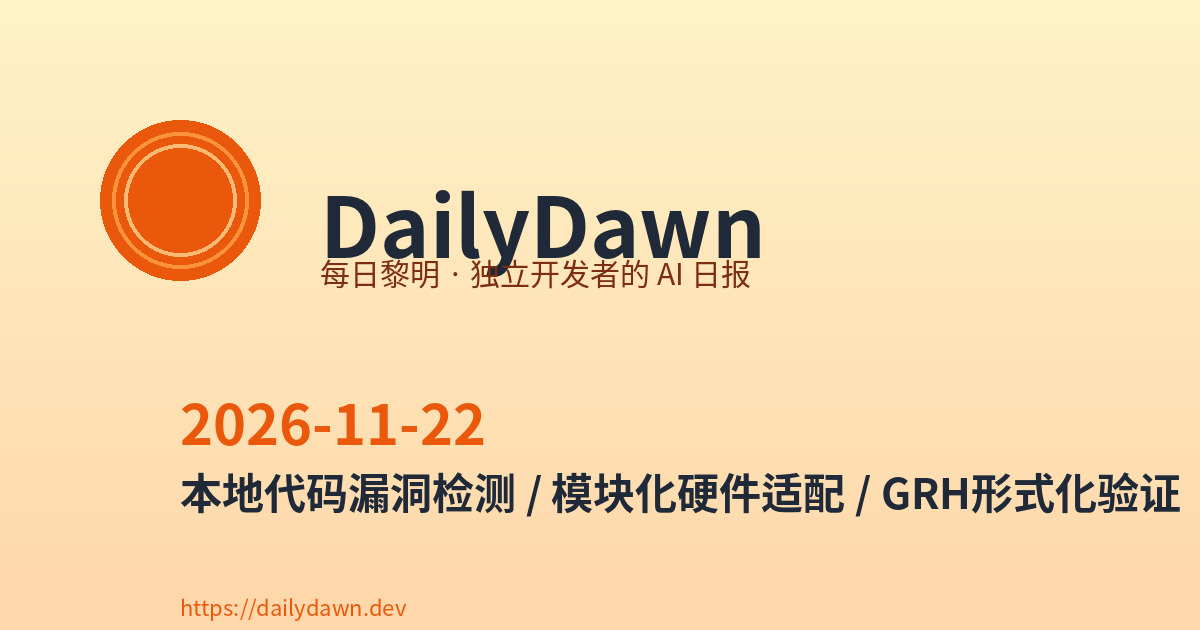 DailyDawn
每日黎明 · 独立开发者的 AI 日报
2026-11-22
本地代码漏洞检测 / 模块化硬件适配 / GRH形式化验证
https://dailydawn.dev